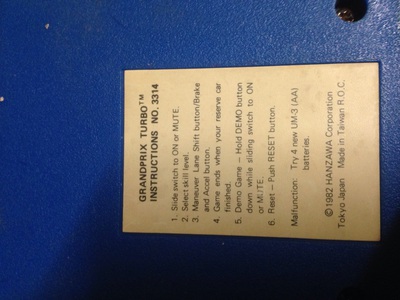 GRANDPRIX TURBO™
INSTRUCTIONS NO. 3314
1. Slide switch to ON or MUTE.
2. Select skill level.
3. Maneuver Lane Shift button/Brake
and Accel button.
4. Game ends when your reserve car
finished.
5. Demo Game – Hold DEMO button
down while sliding switch to ON
or MUTE.
6. Reset – Push RESET button.
Malfunction: Try 4 new UM-3 (AA)
batteries.
©1982 HANZAWA Corporation
Tokyo Japan Made in Taiwan R.O.C.